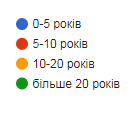 0-5 років
5-10 років
10-20 років
більше 20 років